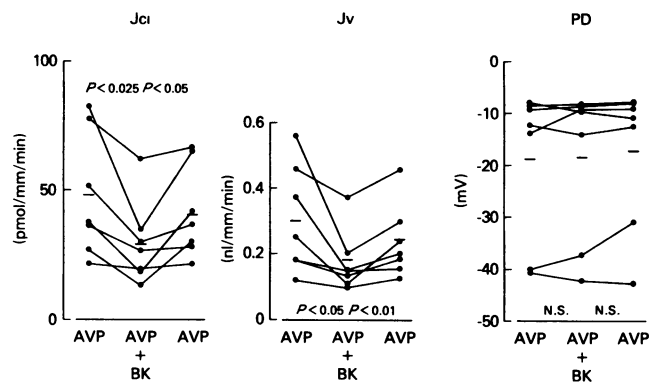 Jcı
Jv
PD
100
50
0
(pmol/mm/min)
P<0.025 P<0.05
AVP
AVP
+
BK
AVP
0.6
0.4
0.2
0
(nl/mm/min)
P<0.05 P<0.01
AVP
AVP
+
BK
AVP
-0
-10
-20
-30
-40
-50
(mV)
N.S.
N.S.
AVP
AVP
+
BK
AVP